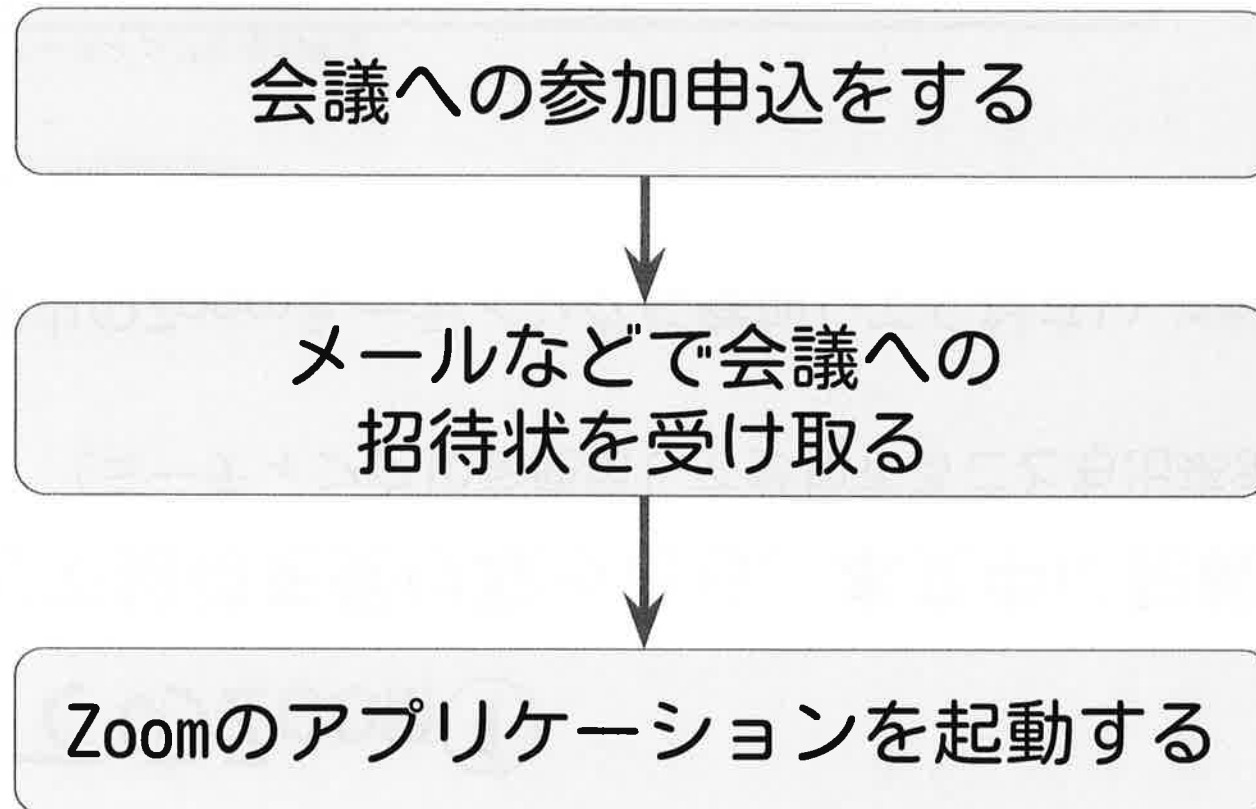 会議への参加申込をする
メールなどで会議への
招待状を受け取る
Zoomのアプリケーションを起動する